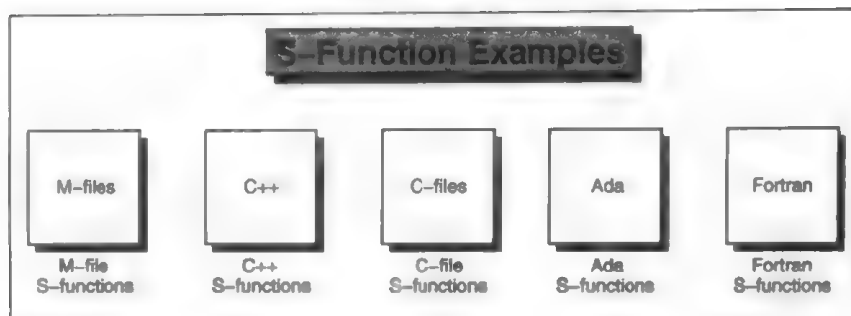 S-Function Examples
M-files C++ C-files Ada Fortran
M-file C++ C-file Ada Fortran
S-functions S-functions S-functions S-functions S-functions